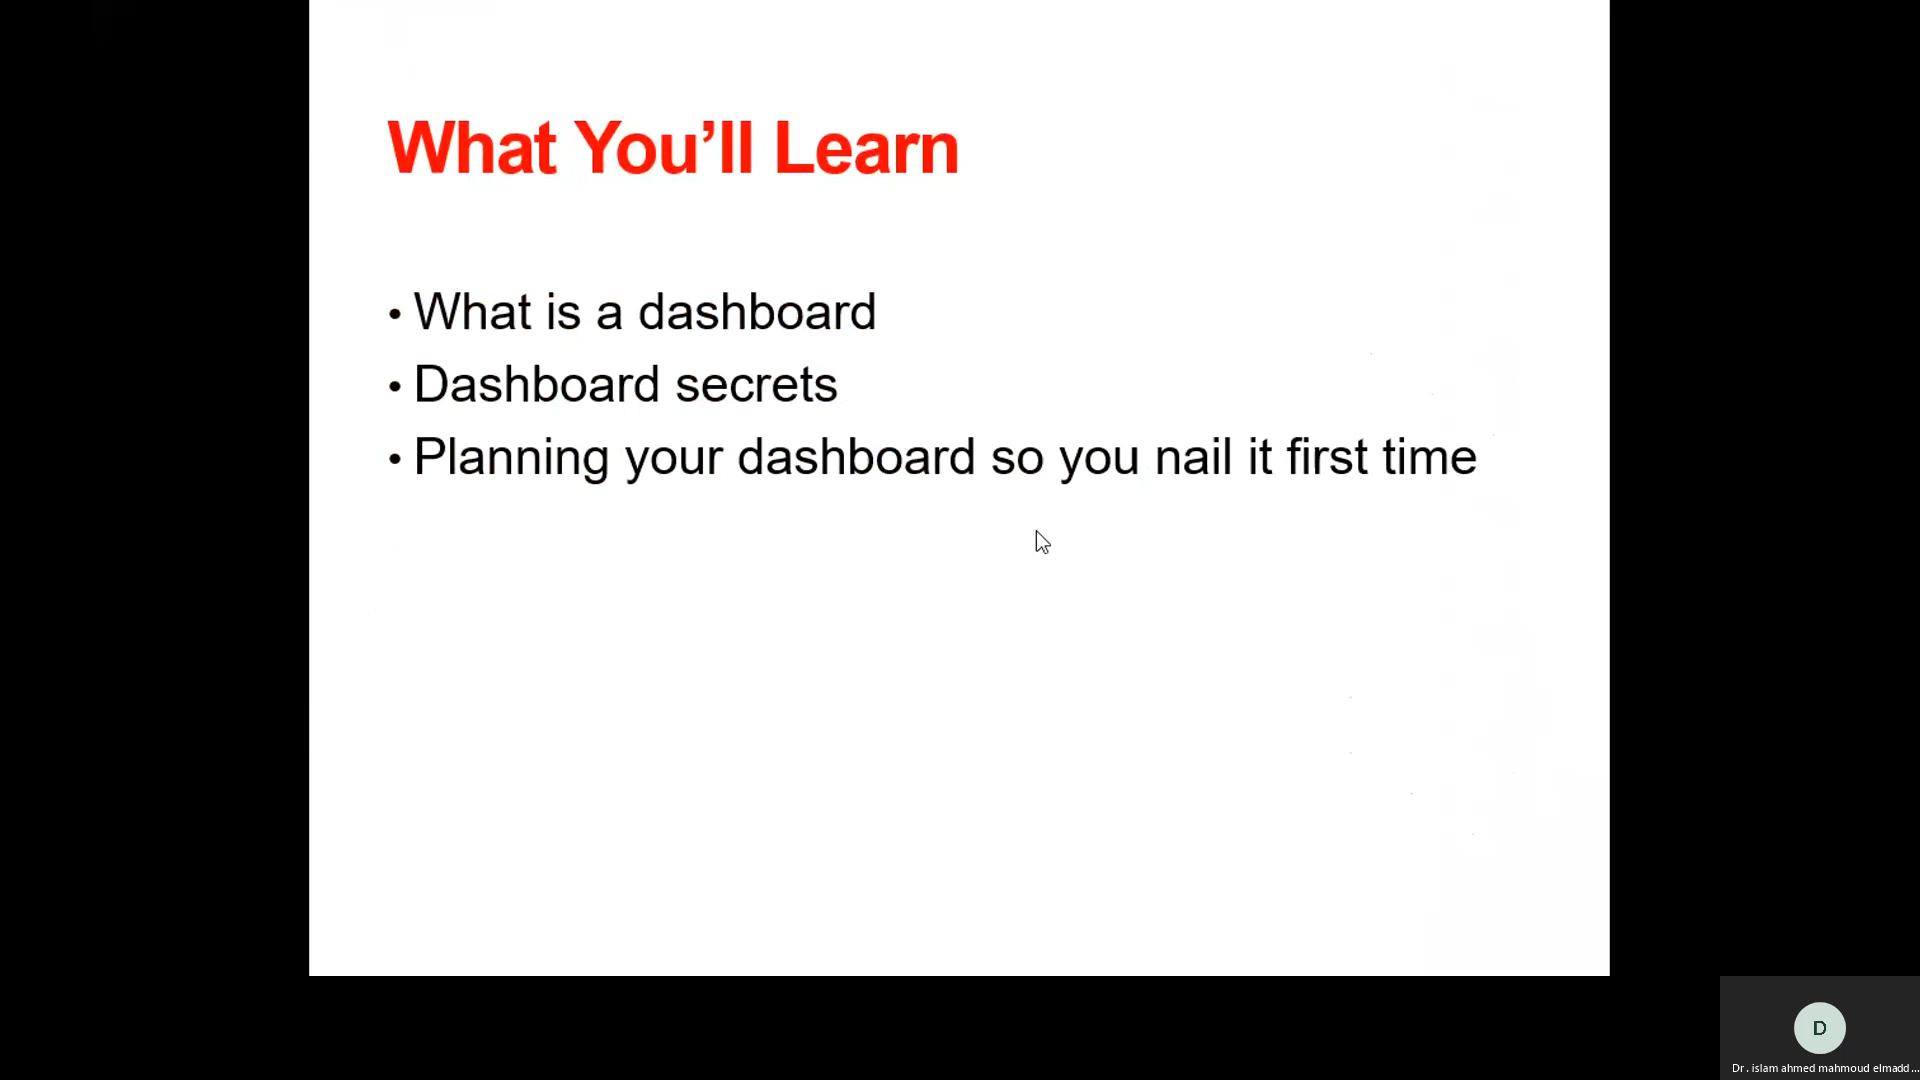 What You’ll Learn
• What is a dashboard
• Dashboard secrets
• Planning your dashboard so you nail it first time
D
Dr. islam ahmed mahmoud elmadd...